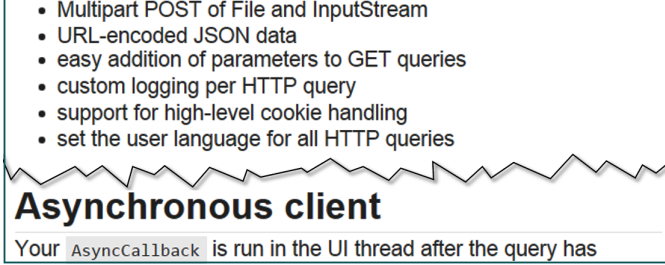 • Multipart POST of File and InputStream
• URL-encoded JSON data
• easy addition of parameters to GET queries
• custom logging per HTTP query
• support for high-level cookie handling
• set the user language for all HTTP queries
Asynchronous client
Your AsyncCallback is run in the UI thread after the query has